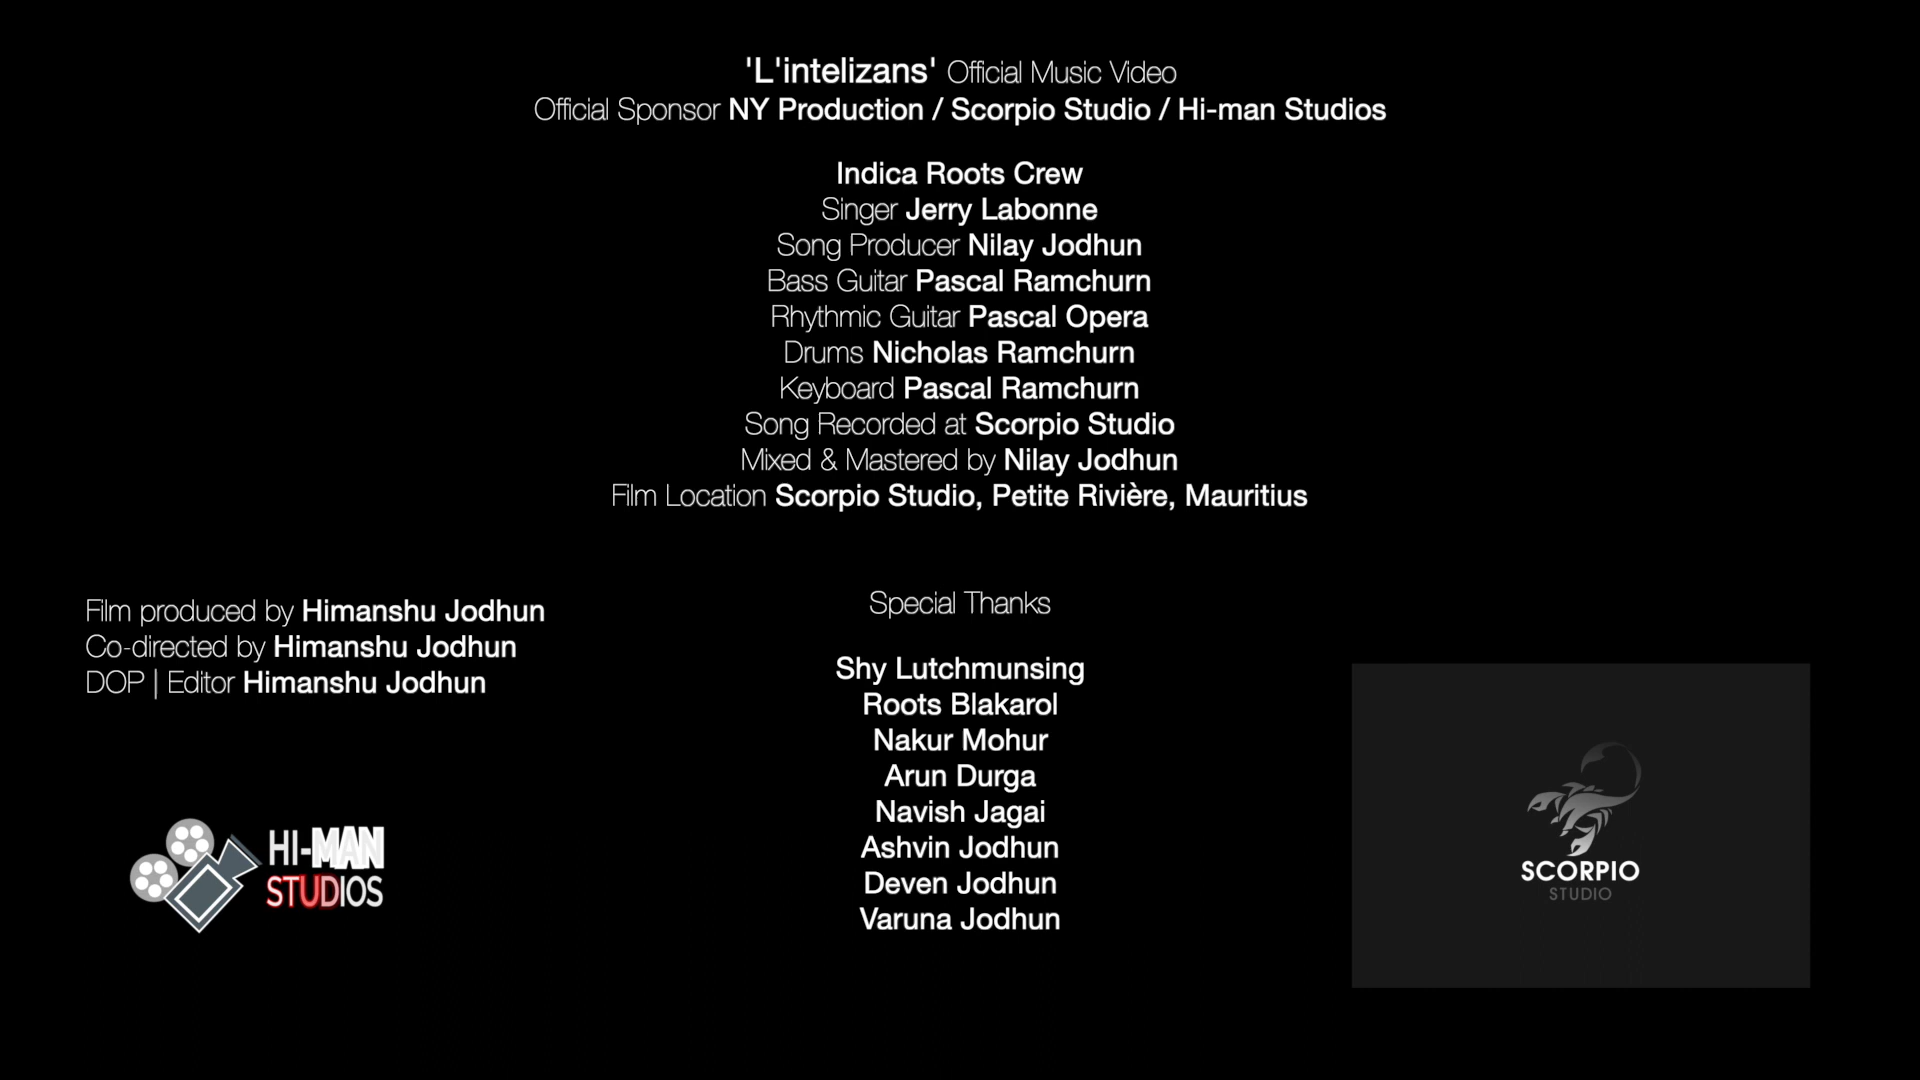 'L'intelizans' Official Music Video
Official Sponsor NY Production / Scorpio Studio / Hi-man Studios
Indica Roots Crew
Singer Jerry Labonne
Song Producer Nilay Jodhun
Bass Guitar Pascal Ramchurn
Rhythmic Guitar Pascal Opera
Drums Nicholas Ramchurn
Keyboard Pascal Ramchurn
Song Recorded at Scorpio Studio
Mixed & Mastered by Nilay Jodhun
Film Location Scorpio Studio, Petite Rivière, Mauritius
Film produced by Himanshu Jodhun
Co-directed by Himanshu Jodhun
DOP | Editor Himanshu Jodhun
HI-MAN
STUDIOS
Special Thanks
Shy Lutchmunsing
Roots Blakarol
Nakur Mohur
Arun Durga
Navish Jagai
Ashvin Jodhun
Deven Jodhun
Varuna Jodhun
SCORPIO
STUDIO